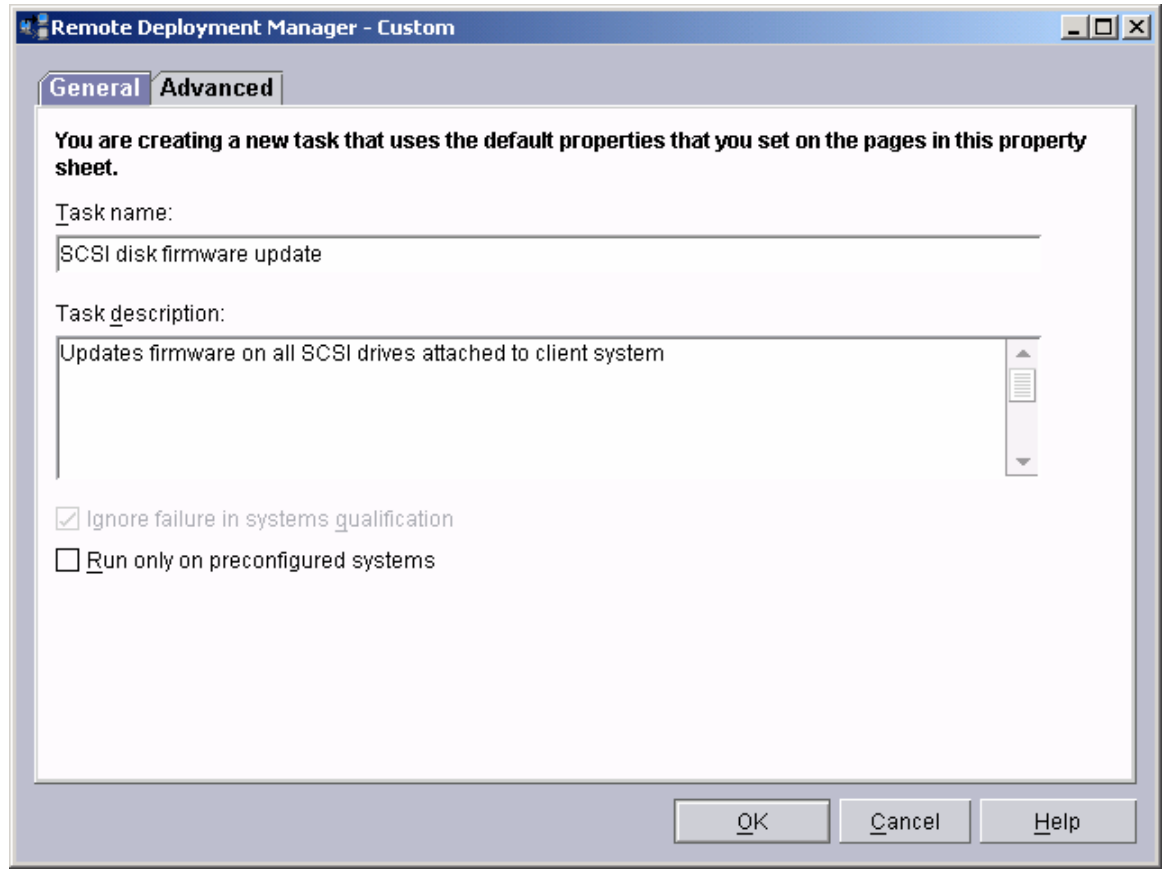 Remote Deployment Manager - Custom
General Advanced
You are creating a new task that uses the default properties that you set on the pages in this property
sheet.
Task name:
SCSI disk firmware update
Task description:
Updates firmware on all SCSI drives attached to client system
Ignore failure in systems qualification
Run only on preconfigured systems
OK Cancel Help